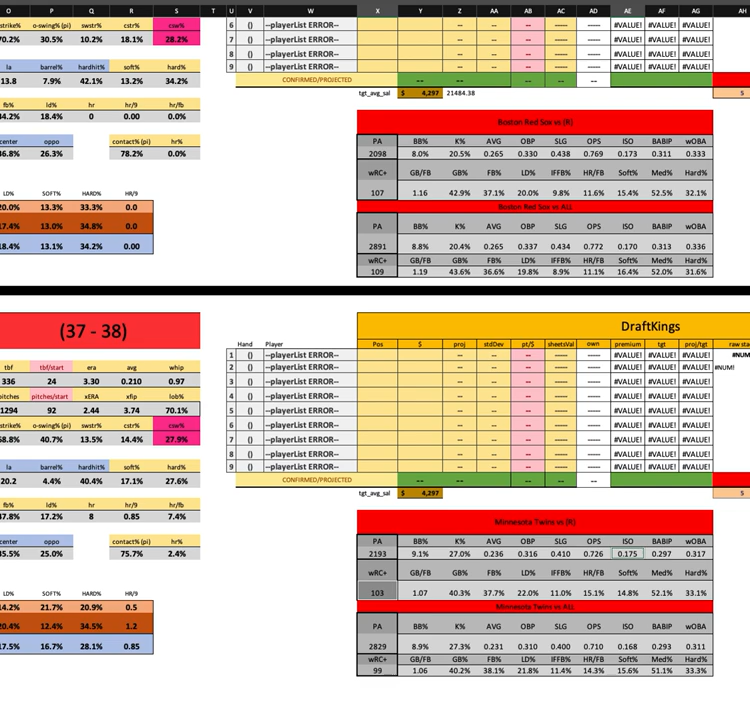 O P Q R S T U V W X Y Z AA AB AC AD AE AF AG AH
strike% o-swing% (pi) swstr% cstr% csw% 6 () --playerList ERROR-- -- -- -- ----- ----- #VALUE! #VALUE! #VALUE!
70.2% 30.5% 10.2% 18.1% 28.2% 7 () --playerList ERROR-- -- -- -- ----- ----- #VALUE! #VALUE! #VALUE!
8 () --playerList ERROR-- -- -- -- ----- ----- #VALUE! #VALUE! #VALUE!
la barrel% hardhit% soft% hard% 9 () --playerList ERROR-- -- -- -- ----- ----- #VALUE! #VALUE! #VALUE!
13.8 7.9% 42.1% 13.2% 34.2% CONFIRMED/PROJECTED -- -- -- -- -- --
tgt_avg_sal $ 4,297 21484.38 S
fb% ld% hr hr/9 hr/fb
34.2% 18.4% 0 0.00 0.0%
Boston Red Sox vs (R)
center oppo contact% (pi) hr% PA BB% K% AVG OBP SLG OPS ISO BABIP wOBA
36.8% 26.3% 78.2% 0.0% 2098 8.0% 20.5% 0.265 0.330 0.438 0.769 0.173 0.311 0.333
wRC+ GB/FB GB% FB% LD% IFFB% HR/FB Soft% Med% Hard%
LD% SOFT% HARD% HR/9 107 1.16 42.9% 37.1% 20.0% 9.8% 11.6% 15.4% 52.5% 32.1%
20.0% 13.3% 33.3% 0.0 Boston Red Sox vs ALL
17.4% 13.0% 34.8% 0.0 PA BB% K% AVG OBP SLG OPS ISO BABIP wOBA
18.4% 13.1% 34.2% 0.00 2891 8.8% 20.4% 0.265 0.337 0.434 0.772 0.170 0.313 0.336
wRC+ GB/FB GB% FB% LD% IFFB% HR/FB Soft% Med% Hard%
109 1.19 43.6% 36.6% 19.8% 8.9% 11.1% 16.4% 52.0% 31.6%
(37 - 38) DraftKings
Hand Player Pos $ proj stdDev pt/$ sheetsVal own premium tgt proj/tgt raw sta
1 () --playerList ERROR-- -- -- -- ----- ----- #VALUE! #VALUE! #VALUE! #NUM
tbf tbf/start era avg whip 2 () --playerList ERROR-- -- -- -- ----- ----- #VALUE! #VALUE! #VALUE! #NUM!
336 24 3.30 0.210 0.97 3 () --playerList ERROR-- -- -- -- ----- ----- #VALUE! #VALUE! #VALUE!
pitches pitches/start xERA xfip lob% 4 () --playerList ERROR-- -- -- -- ----- ----- #VALUE! #VALUE! #VALUE!
1294 92 2.44 3.74 70.1% 5 () --playerList ERROR-- -- -- -- ----- ----- #VALUE! #VALUE! #VALUE!
strike% o-swing% (pi) swstr% cstr% csw% 6 () --playerList ERROR-- -- -- -- ----- ----- #VALUE! #VALUE! #VALUE!
68.8% 40.7% 13.5% 14.4% 27.9% 7 () --playerList ERROR-- -- -- -- ----- ----- #VALUE! #VALUE! #VALUE!
8 () --playerList ERROR-- -- -- -- ----- ----- #VALUE! #VALUE! #VALUE!
la barrel% hardhit% soft% hard% 9 () --playerList ERROR-- -- -- -- ----- ----- #VALUE! #VALUE! #VALUE!
20.2 4.4% 40.4% 17.1% 27.6% CONFIRMED/PROJECTED -- -- -- -- -- --
tgt_avg_sal $ 4,297 S
fb% ld% hr hr/9 hr/fb
47.8% 17.2% 8 0.85 7.4%
Minnesota Twins vs (R)
center oppo contact% (pi) hr% PA BB% K% AVG OBP SLG OPS ISO BABIP wOBA
45.5% 25.0% 75.7% 2.4% 2193 9.1% 27.0% 0.236 0.316 0.410 0.726 0.175 0.297 0.317
wRC+ GB/FB GB% FB% LD% IFFB% HR/FB Soft% Med% Hard%
LD% SOFT% HARD% HR/9 103 1.07 40.3% 37.7% 22.0% 11.0% 15.1% 14.8% 52.1% 33.1%
14.2% 21.7% 20.9% 0.5 Minnesota Twins vs ALL
20.4% 12.4% 34.5% 1.2 PA BB% K% AVG OBP SLG OPS ISO BABIP wOBA
17.5% 16.7% 28.1% 0.85 2829 8.9% 27.3% 0.231 0.310 0.400 0.710 0.168 0.293 0.311
wRC+ GB/FB GB% FB% LD% IFFB% HR/FB Soft% Med% Hard%
99 1.06 40.2% 38.1% 21.8% 11.4% 14.3% 15.6% 51.1% 33.3%